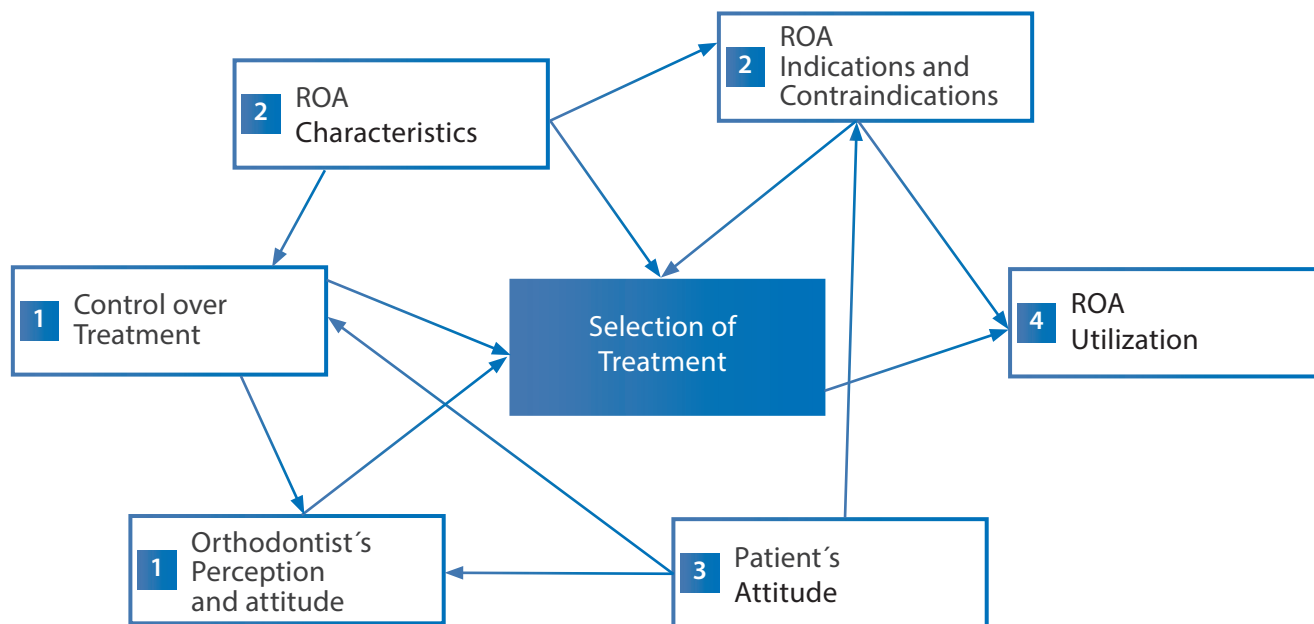 2
ROA
Characteristics
2
ROA
Indications and
Contraindications
1
Control over
Treatment
Selection of
Treatment
4
ROA
Utilization
1
Orthodontist´s
Perception
and attitude
3
Patient´s
Attitude